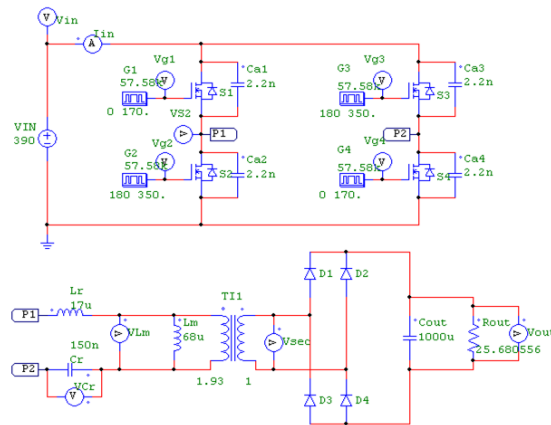 V Vin
A Iin
Vg1
G1
57.58k
V
0 170.
S1
Ca1
2.2n
Vg3
G3
57.58K
V
180 350.
S3
Ca3
2.2n
VIN
390
VS2
V
P1
P2
Vg2
G2
57.58k
V
180 350.
S2
Ca2
2.2n
Vg4
G4
57.58K
V
0 170.
S4
Ca4
2.2n
P1
Lr
17u
TI1
D1
D2
V
VLm
Lm
68u
V
Vsec
Cout
1000u
Rout
25.680556
V
Vou
P2
150n
Cr
VCr
V
1.93
1
D3
D4